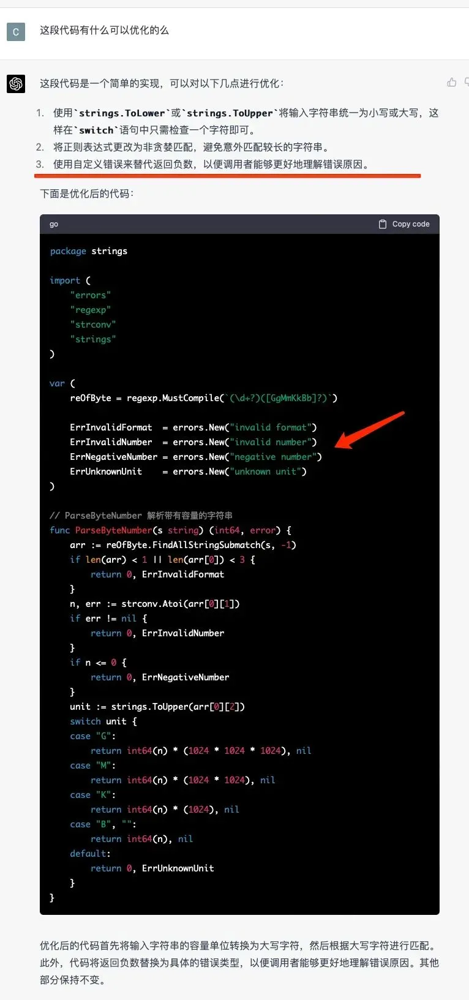 C 这段代码有什么可以优化的么
这段代码是一个简单的实现，可以对以下几点进行优化：
1. 使用`strings.ToLower`或`strings.ToUpper`将输入字符串统一为小写或大写，这
样在`switch`语句中只需检查一个字符即可。
2. 将正则表达式更改为非贪婪匹配，避免意外匹配较长的字符串。
3. 使用自定义错误来替代返回负数，以便调用者能够更好地理解错误原因。
下面是优化后的代码：
go Copy code
package strings
import (
"errors"
"regexp"
"strconv"
"strings"
)
var (
reOfByte = regexp.MustCompile(`(\d+?)([GgMmKkBb]?)`)
ErrInvalidFormat = errors.New("invalid format")
ErrInvalidNumber = errors.New("invalid number")
ErrNegativeNumber = errors.New("negative number")
ErrUnknownUnit = errors.New("unknown unit")
)
// ParseByteNumber 解析带有容量的字符串
func ParseByteNumber(s string) (int64, error) {
arr := reOfByte.FindAllStringSubmatch(s, -1)
if len(arr) < 1 || len(arr[0]) < 3 {
return 0, ErrInvalidFormat
}
n, err := strconv.Atoi(arr[0][1])
if err != nil {
return 0, ErrInvalidNumber
}
if n <= 0 {
return 0, ErrNegativeNumber
}
unit := strings.ToUpper(arr[0][2])
switch unit {
case "G":
return int64(n) * (1024 * 1024 * 1024), nil
case "M":
return int64(n) * (1024 * 1024), nil
case "K":
return int64(n) * (1024), nil
case "B", "":
return int64(n), nil
default:
return 0, ErrUnknownUnit
}
}
优化后的代码首先将输入字符串的容量单位转换为大写字符，然后根据大写字符进行匹配。
此外，代码将返回负数替换为具体的错误类型，以便调用者能够更好地理解错误原因。其他
部分保持不变。